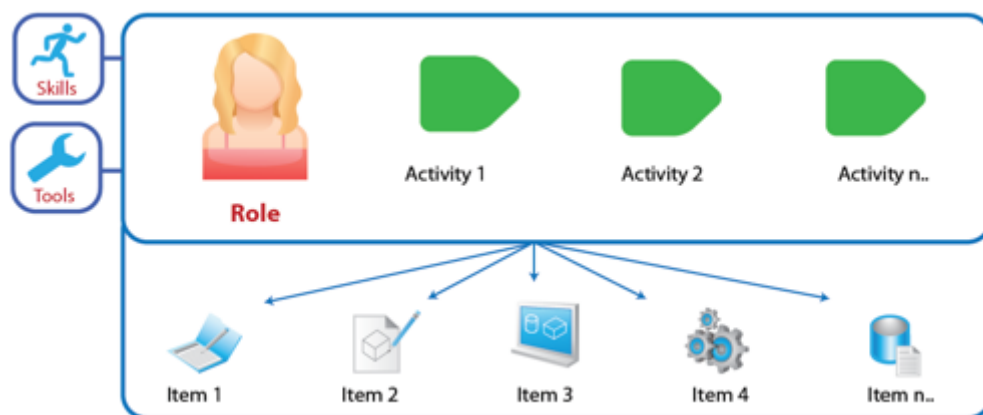 Skills
Tools
Role
Activity 1
Activity 2
Activity n..
Item 1
Item 2
Item 3
Item 4
Item n..